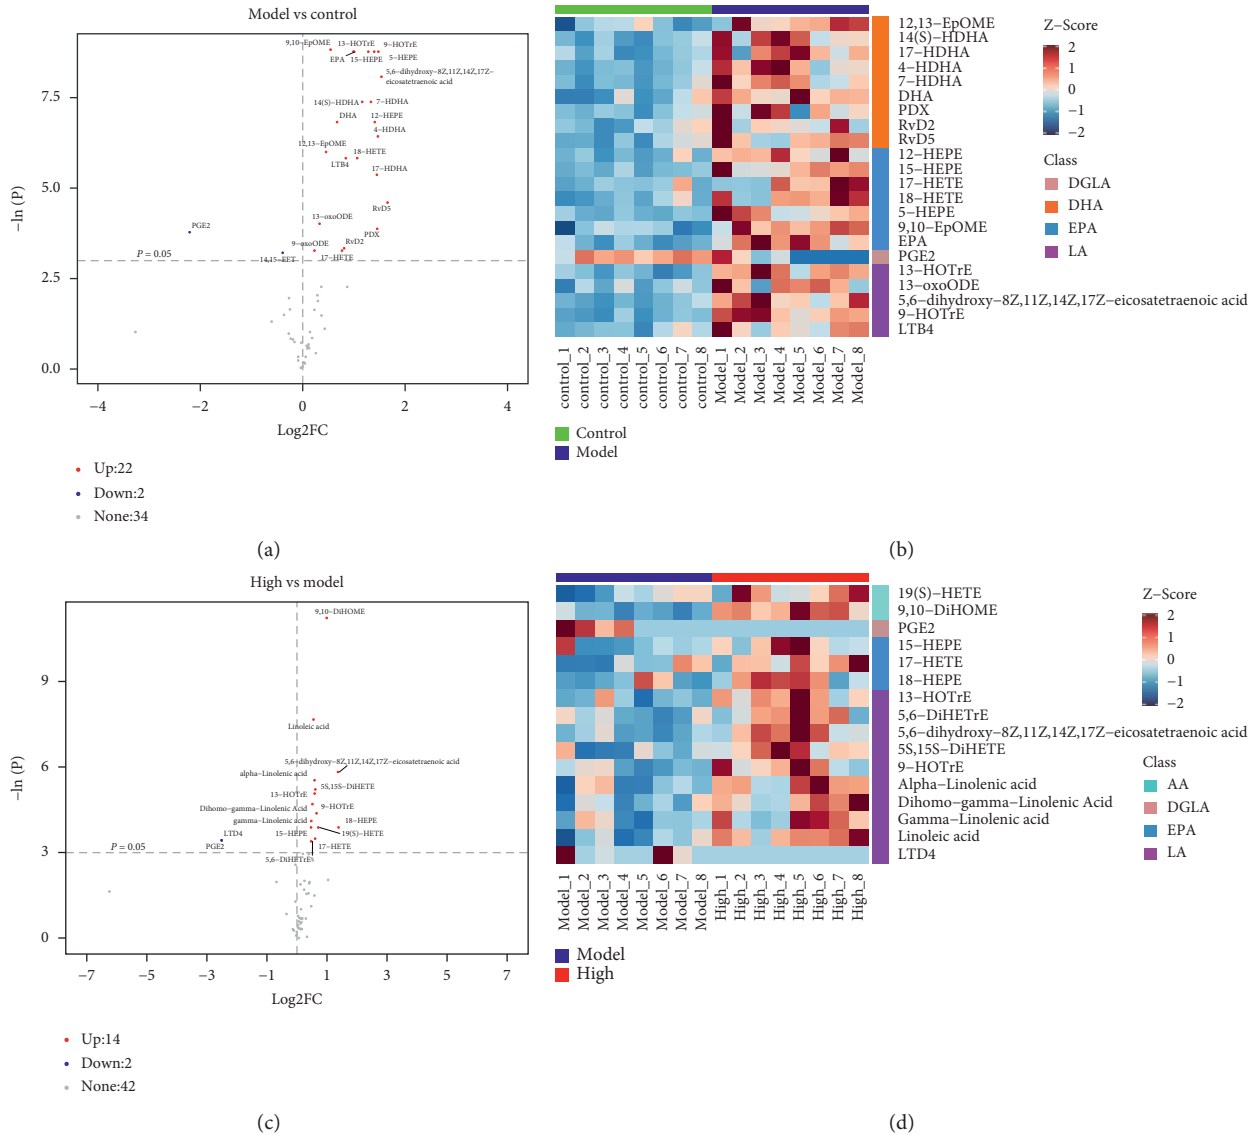 Model vs control
−ln (P)
7.5
5.0
2.5
0.0
9,10−EpOME
13−HOTrE
9−HOTrE
EPA
15−HEPE
5−HEPE
5,6−dihydroxy−8Z,11Z,14Z,17Z−
eicosatetraenoic acid
14(S)−HDHA
7−HDHA
DHA
12−HEPE
4−HDHA
12,13−EpOME
18−HETE
LTB4
17−HDHA
RvD5
13−oxoODE
PGE2
PDX
9−oxoODE
RvD2
P = 0.05
14,15−EET
17−HETE
−4
−2
0
2
4
Log2FC
Up:22
Down:2
None:34
(a)
12,13−EpOME
14(S)−HDHA
17−HDHA
4−HDHA
7−HDHA
DHA
PDX
RvD2
RvD5
12−HEPE
15−HEPE
17−HETE
18−HETE
5−HEPE
9,10−EpOME
EPA
PGE2
13−HOTrE
13−oxoODE
5,6−dihydroxy−8Z,11Z,14Z,17Z−eicosatetraenoic acid
9−HOTrE
LTB4
control_1
control_2
control_3
control_4
control_5
control_6
control_7
control_8
Model_1
Model_2
Model_3
Model_4
Model_5
Model_6
Model_7
Model_8
Control
Model
Z−Score
2
1
0
−1
−2
Class
DGLA
DHA
EPA
LA
(b)
High vs model
−ln (P)
9
6
3
0
9,10−DiHOME
Linoleic acid
5,6−dihydroxy−8Z,11Z,14Z,17Z−eicosatetraenoic acid
alpha−Linolenic acid
5S,15S−DiHETE
13−HOTrE
Dihomo−gamma−Linolenic Acid
9−HOTrE
gamma−Linolenic acid
18−HEPE
LTD4
15−HEPE
19(S)−HETE
P = 0.05
PGE2
17−HETE
5,6−DiHETrE
−7
−5
−3
−1
1
3
5
7
Log2FC
Up:14
Down:2
None:42
(c)
19(S)−HETE
9,10−DiHOME
PGE2
15−HEPE
17−HETE
18−HEPE
13−HOTrE
5,6−DiHETrE
5,6−dihydroxy−8Z,11Z,14Z,17Z−eicosatetraenoic acid
5S,15S−DiHETE
9−HOTrE
Alpha−Linolenic acid
Dihomo−gamma−Linolenic Acid
Gamma−Linolenic acid
Linoleic acid
LTD4
Model_1
Model_2
Model_3
Model_4
Model_5
Model_6
Model_7
Model_8
High_1
High_2
High_3
High_4
High_5
High_6
High_7
High_8
Model
High
Z−Score
2
1
0
−1
−2
Class
AA
DGLA
EPA
LA
(d)